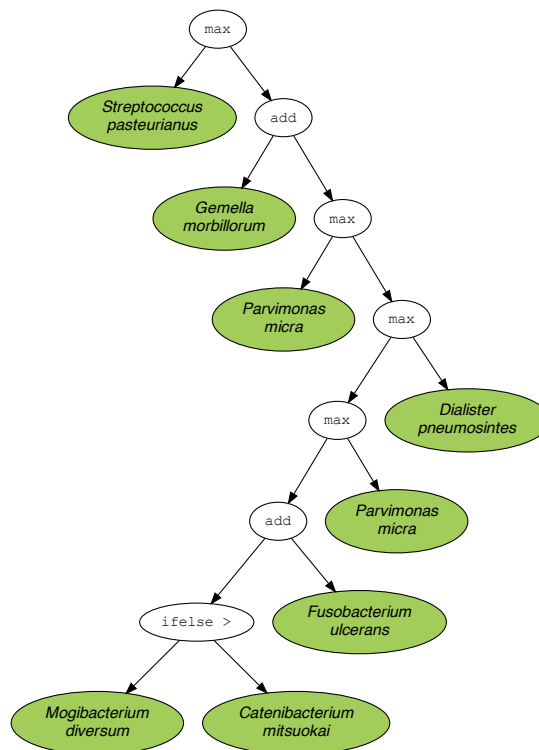 max
Streptococcus
pasteurianus
add
Gemella
morbillorum
max
Parvimonas
micra
max
max
Dialister
pneumosintes
add
Parvimonas
micra
ifelse >
Fusobacterium
ulcerans
Mogibacterium
diversum
Catenibacterium
mitsuokai